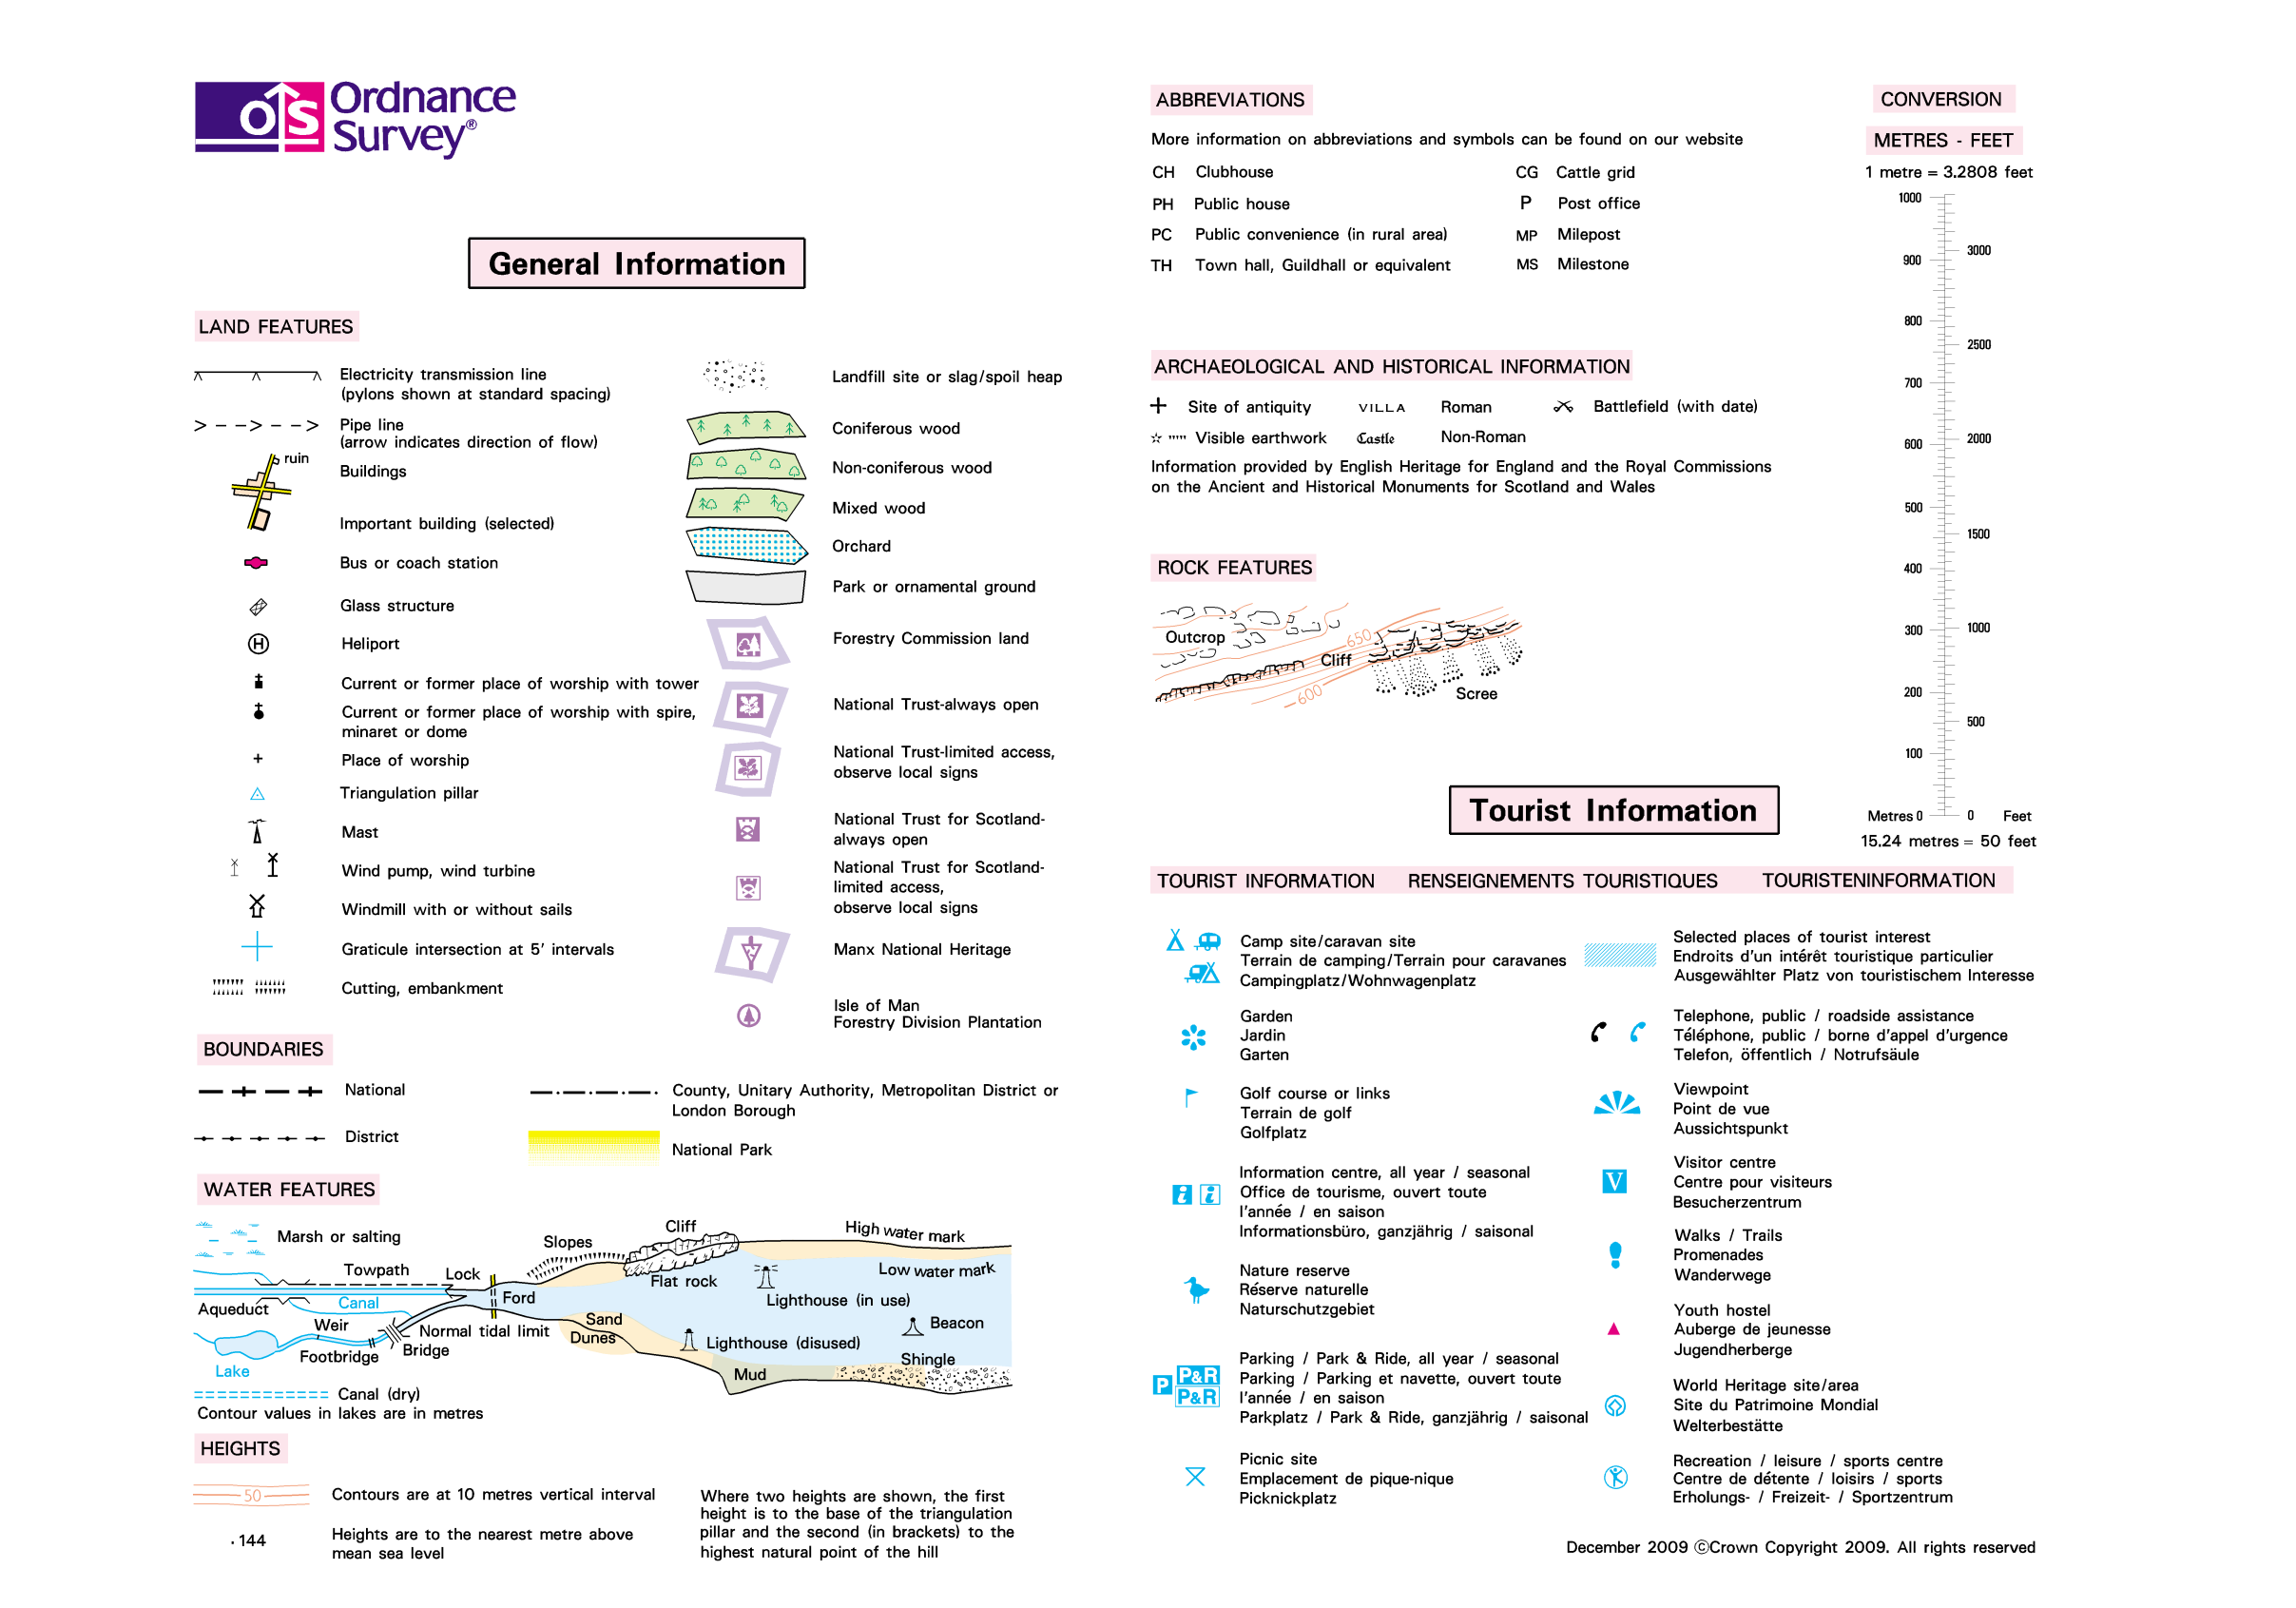 Ordnance
Survey®
General Information
LAND FEATURES
Electricity transmission line
(pylons shown at standard spacing)
Pipe line
(arrow indicates direction of flow)
ruin
Buildings
Important building (selected)
Bus or coach station
Glass structure
H
Heliport
Current or former place of worship with tower
Current or former place of worship with spire,
minaret or dome
Place of worship
Triangulation pillar
Mast
Wind pump, wind turbine
Windmill with or without sails
Graticule intersection at 5′ intervals
Cutting, embankment
Landfill site or slag/spoil heap
Coniferous wood
Non-coniferous wood
Mixed wood
Orchard
Park or ornamental ground
Forestry Commission land
National Trust-always open
National Trust-limited access,
observe local signs
National Trust for Scotland-
always open
National Trust for Scotland-
limited access,
observe local signs
Manx National Heritage
Isle of Man
Forestry Division Plantation
BOUNDARIES
National
District
County, Unitary Authority, Metropolitan District or
London Borough
National Park
WATER FEATURES
Marsh or salting
Towpath
Lock
Slopes
Cliff
High water mark
Flat rock
Low water mark
Aqueduct
Canal
Ford
Lighthouse (in use)
Weir
Normal tidal limit
Sand
Dunes
Beacon
Footbridge
Bridge
Lighthouse (disused)
Shingle
Lake
Mud
Canal (dry)
Contour values in lakes are in metres
HEIGHTS
50
Contours are at 10 metres vertical interval
· 144
Heights are to the nearest metre above
mean sea level
Where two heights are shown, the first
height is to the base of the triangulation
pillar and the second (in brackets) to the
highest natural point of the hill
ABBREVIATIONS
More information on abbreviations and symbols can be found on our website
CH Clubhouse
PH Public house
PC Public convenience (in rural area)
TH Town hall, Guildhall or equivalent
CG Cattle grid
P Post office
MP Milepost
MS Milestone
ARCHAEOLOGICAL AND HISTORICAL INFORMATION
Site of antiquity
VILLA Roman
Battlefield (with date)
Visible earthwork
Castle Non-Roman
Information provided by English Heritage for England and the Royal Commissions
on the Ancient and Historical Monuments for Scotland and Wales
ROCK FEATURES
Outcrop
650
Cliff
600
Scree
CONVERSION
METRES - FEET
1 metre = 3.2808 feet
1000
3000
900
800
2500
700
2000
600
500
1500
400
300
1000
200
500
100
Metres 0
0 Feet
15.24 metres = 50 feet
Tourist Information
TOURIST INFORMATION RENSEIGNEMENTS TOURISTIQUES TOURISTENINFORMATION
Camp site/caravan site
Terrain de camping/Terrain pour caravanes
Campingplatz/Wohnwagenplatz
Garden
Jardin
Garten
Golf course or links
Terrain de golf
Golfplatz
i i
Information centre, all year / seasonal
Office de tourisme, ouvert toute
l'année / en saison
Informationsbüro, ganzjährig / saisonal
Nature reserve
Réserve naturelle
Naturschutzgebiet
P P&R
P&R
Parking / Park & Ride, all year / seasonal
Parking / Parking et navette, ouvert toute
l'année / en saison
Parkplatz / Park & Ride, ganzjährig / saisonal
Picnic site
Emplacement de pique-nique
Picknickplatz
Selected places of tourist interest
Endroits d'un intérêt touristique particulier
Ausgewählter Platz von touristischem Interesse
Telephone, public / roadside assistance
Téléphone, public / borne d'appel d'urgence
Telefon, öffentlich / Notrufsäule
Viewpoint
Point de vue
Aussichtspunkt
V
Visitor centre
Centre pour visiteurs
Besucherzentrum
Walks / Trails
Promenades
Wanderwege
Youth hostel
Auberge de jeunesse
Jugendherberge
World Heritage site/area
Site du Patrimoine Mondial
Welterbestätte
Recreation / leisure / sports centre
Centre de détente / loisirs / sports
Erholungs- / Freizeit- / Sportzentrum
December 2009 ©Crown Copyright 2009. All rights reserved